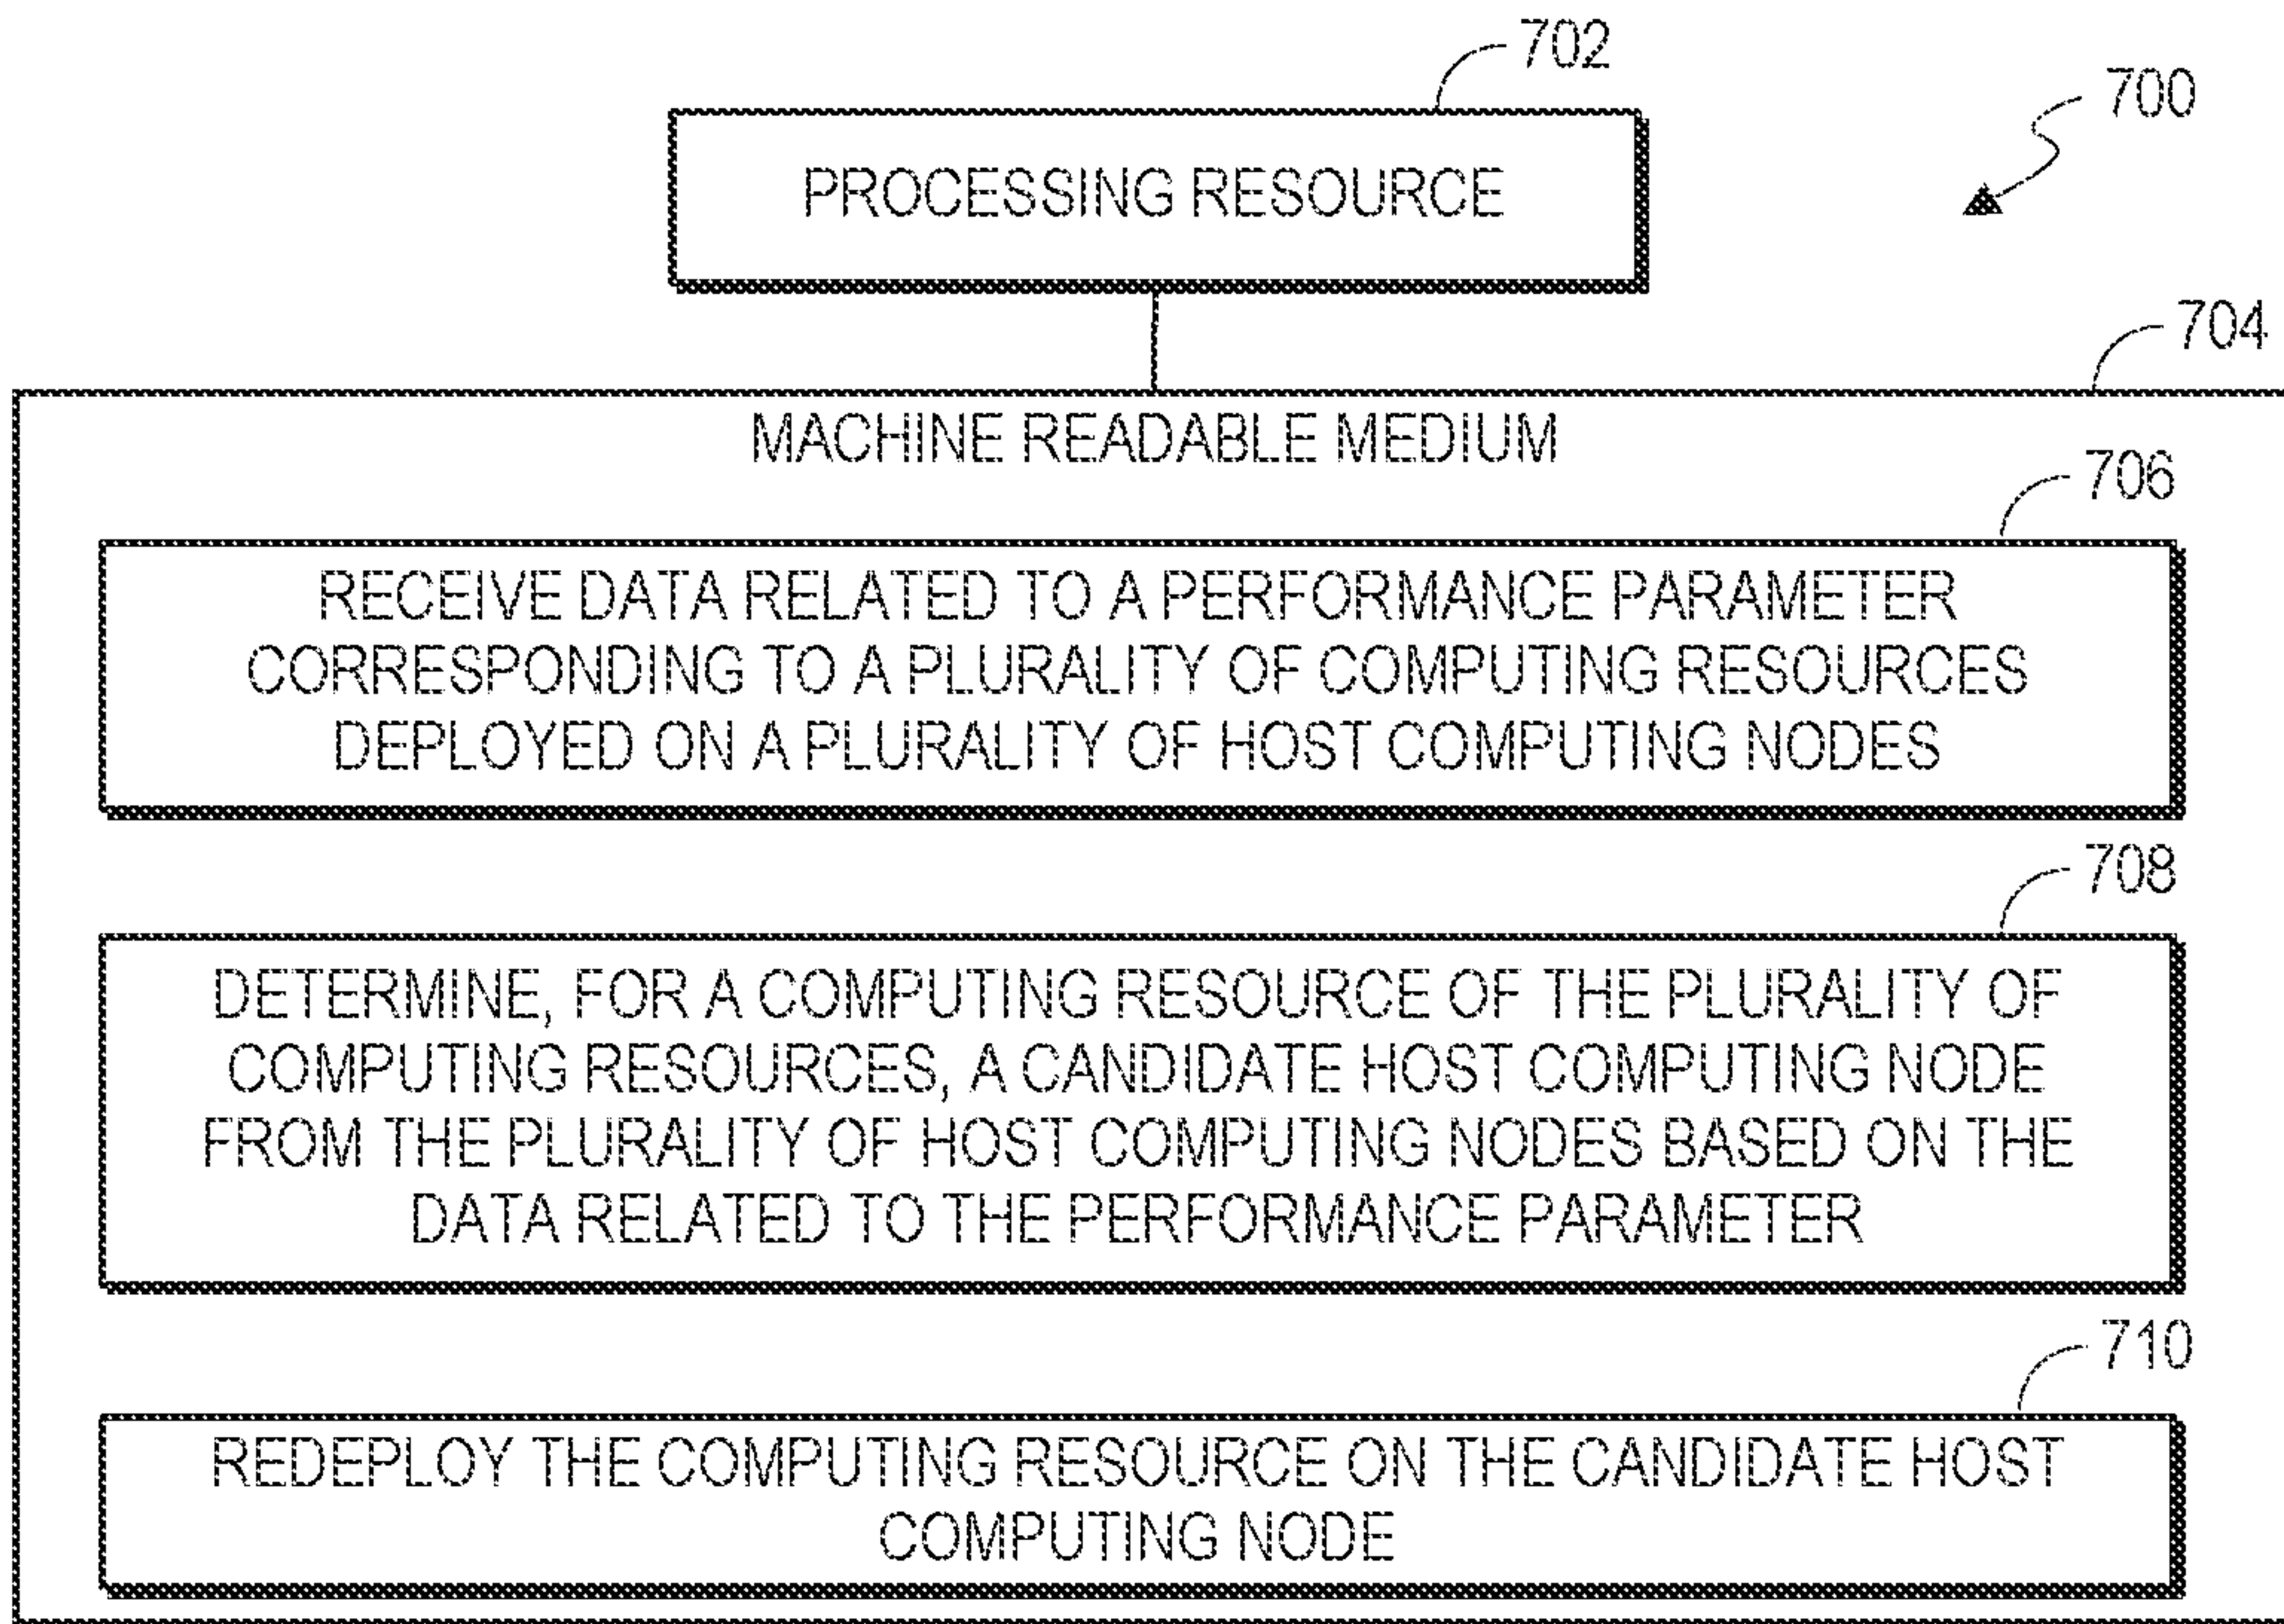 702
700
PROCESSING RESOURCE
704
MACHINE READABLE MEDIUM
706
RECEIVE DATA RELATED TO A PERFORMANCE PARAMETER
CORRESPONDING TO A PLURALITY OF COMPUTING RESOURCES
DEPLOYED ON A PLURALITY OF HOST COMPUTING NODES
708
DETERMINE, FOR A COMPUTING RESOURCE OF THE PLURALITY OF
COMPUTING RESOURCES, A CANDIDATE HOST COMPUTING NODE
FROM THE PLURALITY OF HOST COMPUTING NODES BASED ON THE
DATA RELATED TO THE PERFORMANCE PARAMETER
710
REDEPLOY THE COMPUTING RESOURCE ON THE CANDIDATE HOST
COMPUTING NODE